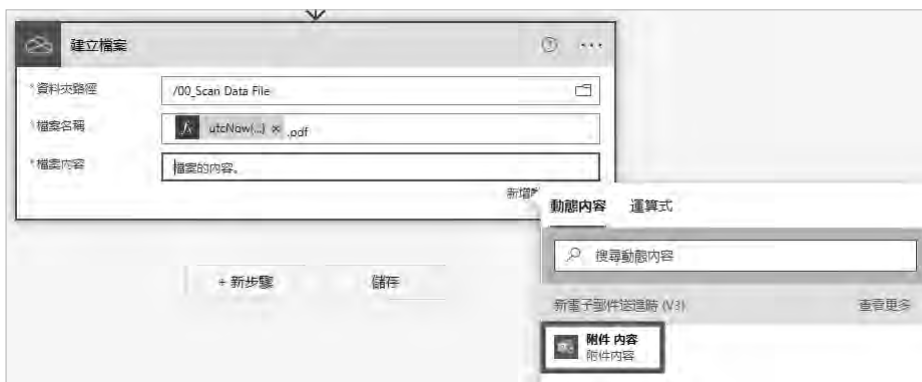 建立檔案
* 資料夾路徑
/00_Scan Data File
* 檔案名稱
fx utcNow(...) × .pdf
* 檔案內容
檔案的內容。
新增
動態內容 運算式
搜尋動態內容
+ 新步驟 儲存
新電子郵件送達時 (V3) 查看更多
附件 內容
附件內容